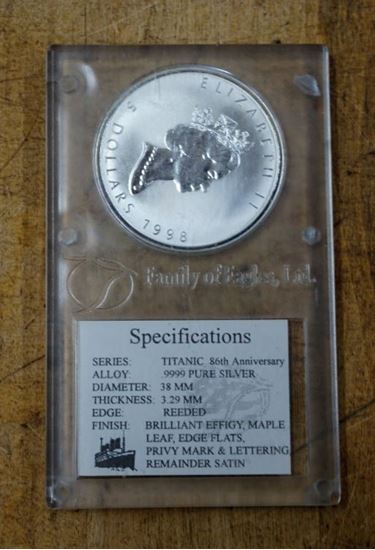 ELIZABETH II
5 DOLLARS 1998
Family of Eagles, Ltd.
Specifications
SERIES: TITANIC 86th Anniversary
ALLOY: .9999 PURE SILVER
DIAMETER: 38 MM
THICKNESS: 3.29 MM
EDGE: REEDED
FINISH: BRILLIANT EFFIGY, MAPLE
LEAF, EDGE FLATS,
PRIVY MARK & LETTERING,
REMAINDER SATIN